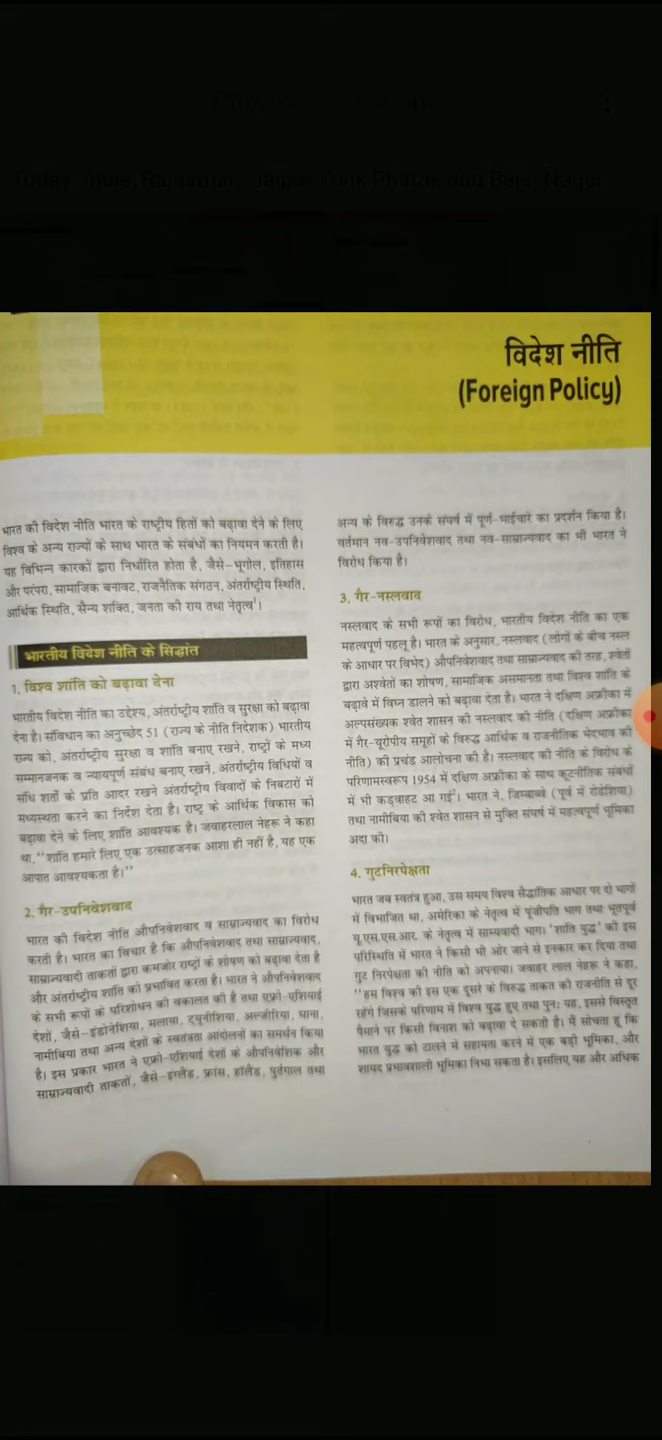 Today, India, Rajasthan, Jaipur, Tonk Phatak
विदेश नीति
(Foreign Policy)
भारत की विदेश नीति भारत के राष्ट्रीय हितों को बढ़ावा देने के लिए
विश्व के अन्य राज्यों के साथ भारत के संबंधों का नियमन करती है।
यह विभिन्न कारकों द्वारा निर्धारित होता है, जैसे-भूगोल, इतिहास
और परंपरा, सामाजिक बनावट, राजनैतिक संगठन, अंतर्राष्ट्रीय स्थिति,
आर्थिक स्थिति, सैन्य शक्ति, जनता की राय तथा नेतृत्व¹।
भारतीय विदेश नीति के सिद्धांत
1. विश्व शांति को बढ़ावा देना
भारतीय विदेश नीति का उद्देश्य, अंतर्राष्ट्रीय शांति व सुरक्षा को बढ़ावा
देना है। संविधान का अनुच्छेद 51 (राज्य के नीति निदेशक) भारतीय
राज्य को, अंतर्राष्ट्रीय सुरक्षा व शांति बनाए रखने, राष्ट्रों के मध्य
सम्मानजनक व न्यायपूर्ण संबंध बनाए रखने, अंतर्राष्ट्रीय विधियों व
संधि शर्तों के प्रति आदर रखने अंतर्राष्ट्रीय विवादों के निबटारों में
मध्यस्थता करने का निर्देश देता है। राष्ट्र के आर्थिक विकास को
बढ़ावा देने के लिए शांति आवश्यक है। जवाहरलाल नेहरू ने कहा
था, "शांति हमारे लिए एक उत्साहजनक आशा ही नहीं है, यह एक
आपात आवश्यकता है।"
2. गैर-उपनिवेशवाद
भारत की विदेश नीति औपनिवेशवाद व साम्राज्यवाद का विरोध
करती है। भारत का विचार है कि औपनिवेशवाद तथा साम्राज्यवाद,
साम्राज्यवादी ताकतों द्वारा कमजोर राष्ट्रों के शोषण को बढ़ावा देता है
और अंतर्राष्ट्रीय शांति को प्रभावित करता है। भारत ने औपनिवेशवाद
के सभी रूपों के परिशोधन की वकालत की है तथा एफ्रो-एशियाई
देशों, जैसे-इंडोनेशिया, मलाया, ट्यूनीशिया, अल्जीरिया, घाना,
नामीबिया तथा अन्य देशों के स्वतंत्रता आंदोलनों का समर्थन किया
है। इस प्रकार भारत ने एफ्रो-एशियाई देशों के औपनिवेशिक और
साम्राज्यवादी ताकतों, जैसे-इंग्लैंड, फ्रांस, हॉलैंड, पुर्तगाल तथा
अन्य के विरुद्ध उनके संघर्ष में पूर्ण-भाईचारे का प्रदर्शन किया है।
वर्तमान नव-उपनिवेशवाद तथा नव-साम्राज्यवाद का भी भारत ने
विरोध किया है।
3. गैर-नस्लवाद
नस्लवाद के सभी रूपों का विरोध, भारतीय विदेश नीति का एक
महत्वपूर्ण पहलू है। भारत के अनुसार, नस्लवाद (लोगों के बीच नस्ल
के आधार पर विभेद) औपनिवेशवाद तथा साम्राज्यवाद की तरह, श्वेतों
द्वारा अश्वेतों का शोषण, सामाजिक असमानता तथा विश्व शांति के
बढ़ावे में विघ्न डालने को बढ़ावा देता है। भारत ने दक्षिण अफ्रीका में
अल्पसंख्यक श्वेत शासन की नस्लवाद की नीति (दक्षिण अफ्रीका
में गैर-यूरोपीय समूहों के विरुद्ध आर्थिक व राजनीतिक भेदभाव की
नीति) की प्रचंड आलोचना की है। नस्लवाद की नीति के विरोध के
परिणामस्वरूप 1954 में दक्षिण अफ्रीका के साथ कूटनीतिक संबंधों
में भी कड़वाहट आ गई²। भारत ने, जिम्बाब्वे (पूर्व में रोडेशिया)
तथा नामीबिया की श्वेत शासन से मुक्ति संघर्ष में महत्वपूर्ण भूमिका
अदा की।
4. गुटनिरपेक्षता
भारत जब स्वतंत्र हुआ, उस समय विश्व सैद्धांतिक आधार पर दो भागों
में विभाजित था, अमेरिका के नेतृत्व में पूंजीपति भाग तथा भूतपूर्व
यू.एस.एस.आर. के नेतृत्व में साम्यवादी भाग। 'शांति युद्ध' की इस
परिस्थिति में भारत ने किसी भी ओर जाने से इनकार कर दिया तथा
गुट निरपेक्षता की नीति को अपनाया। जवाहर लाल नेहरू ने कहा,
"हम विश्व की इस एक दूसरे के विरुद्ध ताकत की राजनीति से दूर
रहेंगे जिसके परिणाम में विश्व युद्ध हुए तथा पुनः यह, इससे विस्तृत
पैमाने पर किसी विनाश को बढ़ावा दे सकती है। मैं सोचता हूं कि
भारत युद्ध को टालने में सहायता करने में एक बड़ी भूमिका, और
शायद प्रभावशाली भूमिका निभा सकता है। इसलिए यह और अधिक